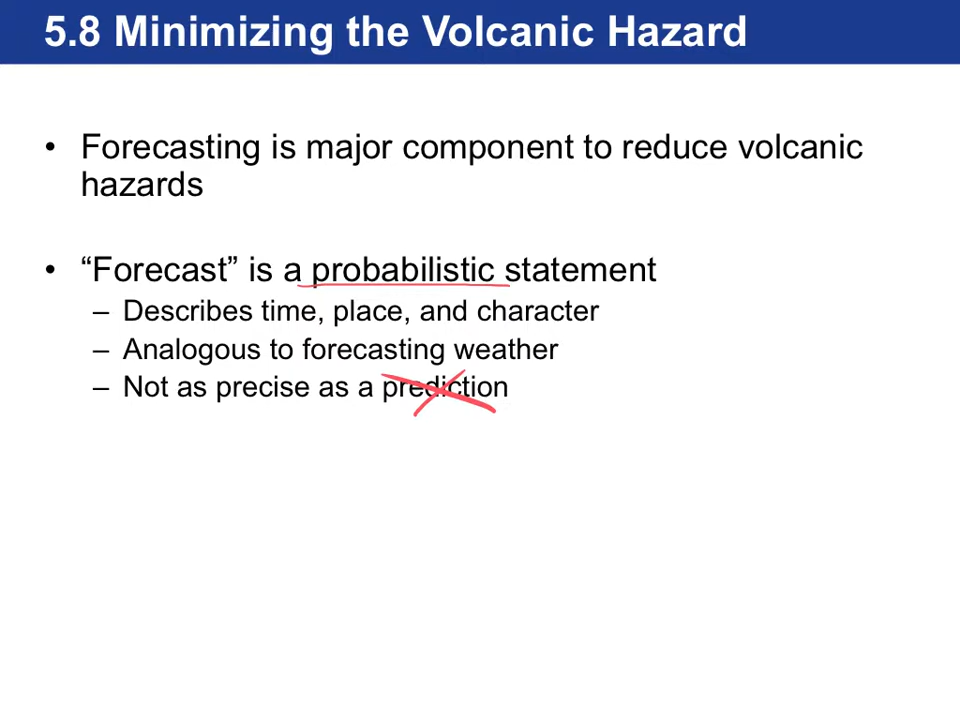 5.8 Minimizing the Volcanic Hazard
• Forecasting is major component to reduce volcanic
hazards
• “Forecast” is a probabilistic statement
– Describes time, place, and character
– Analogous to forecasting weather
– Not as precise as a prediction